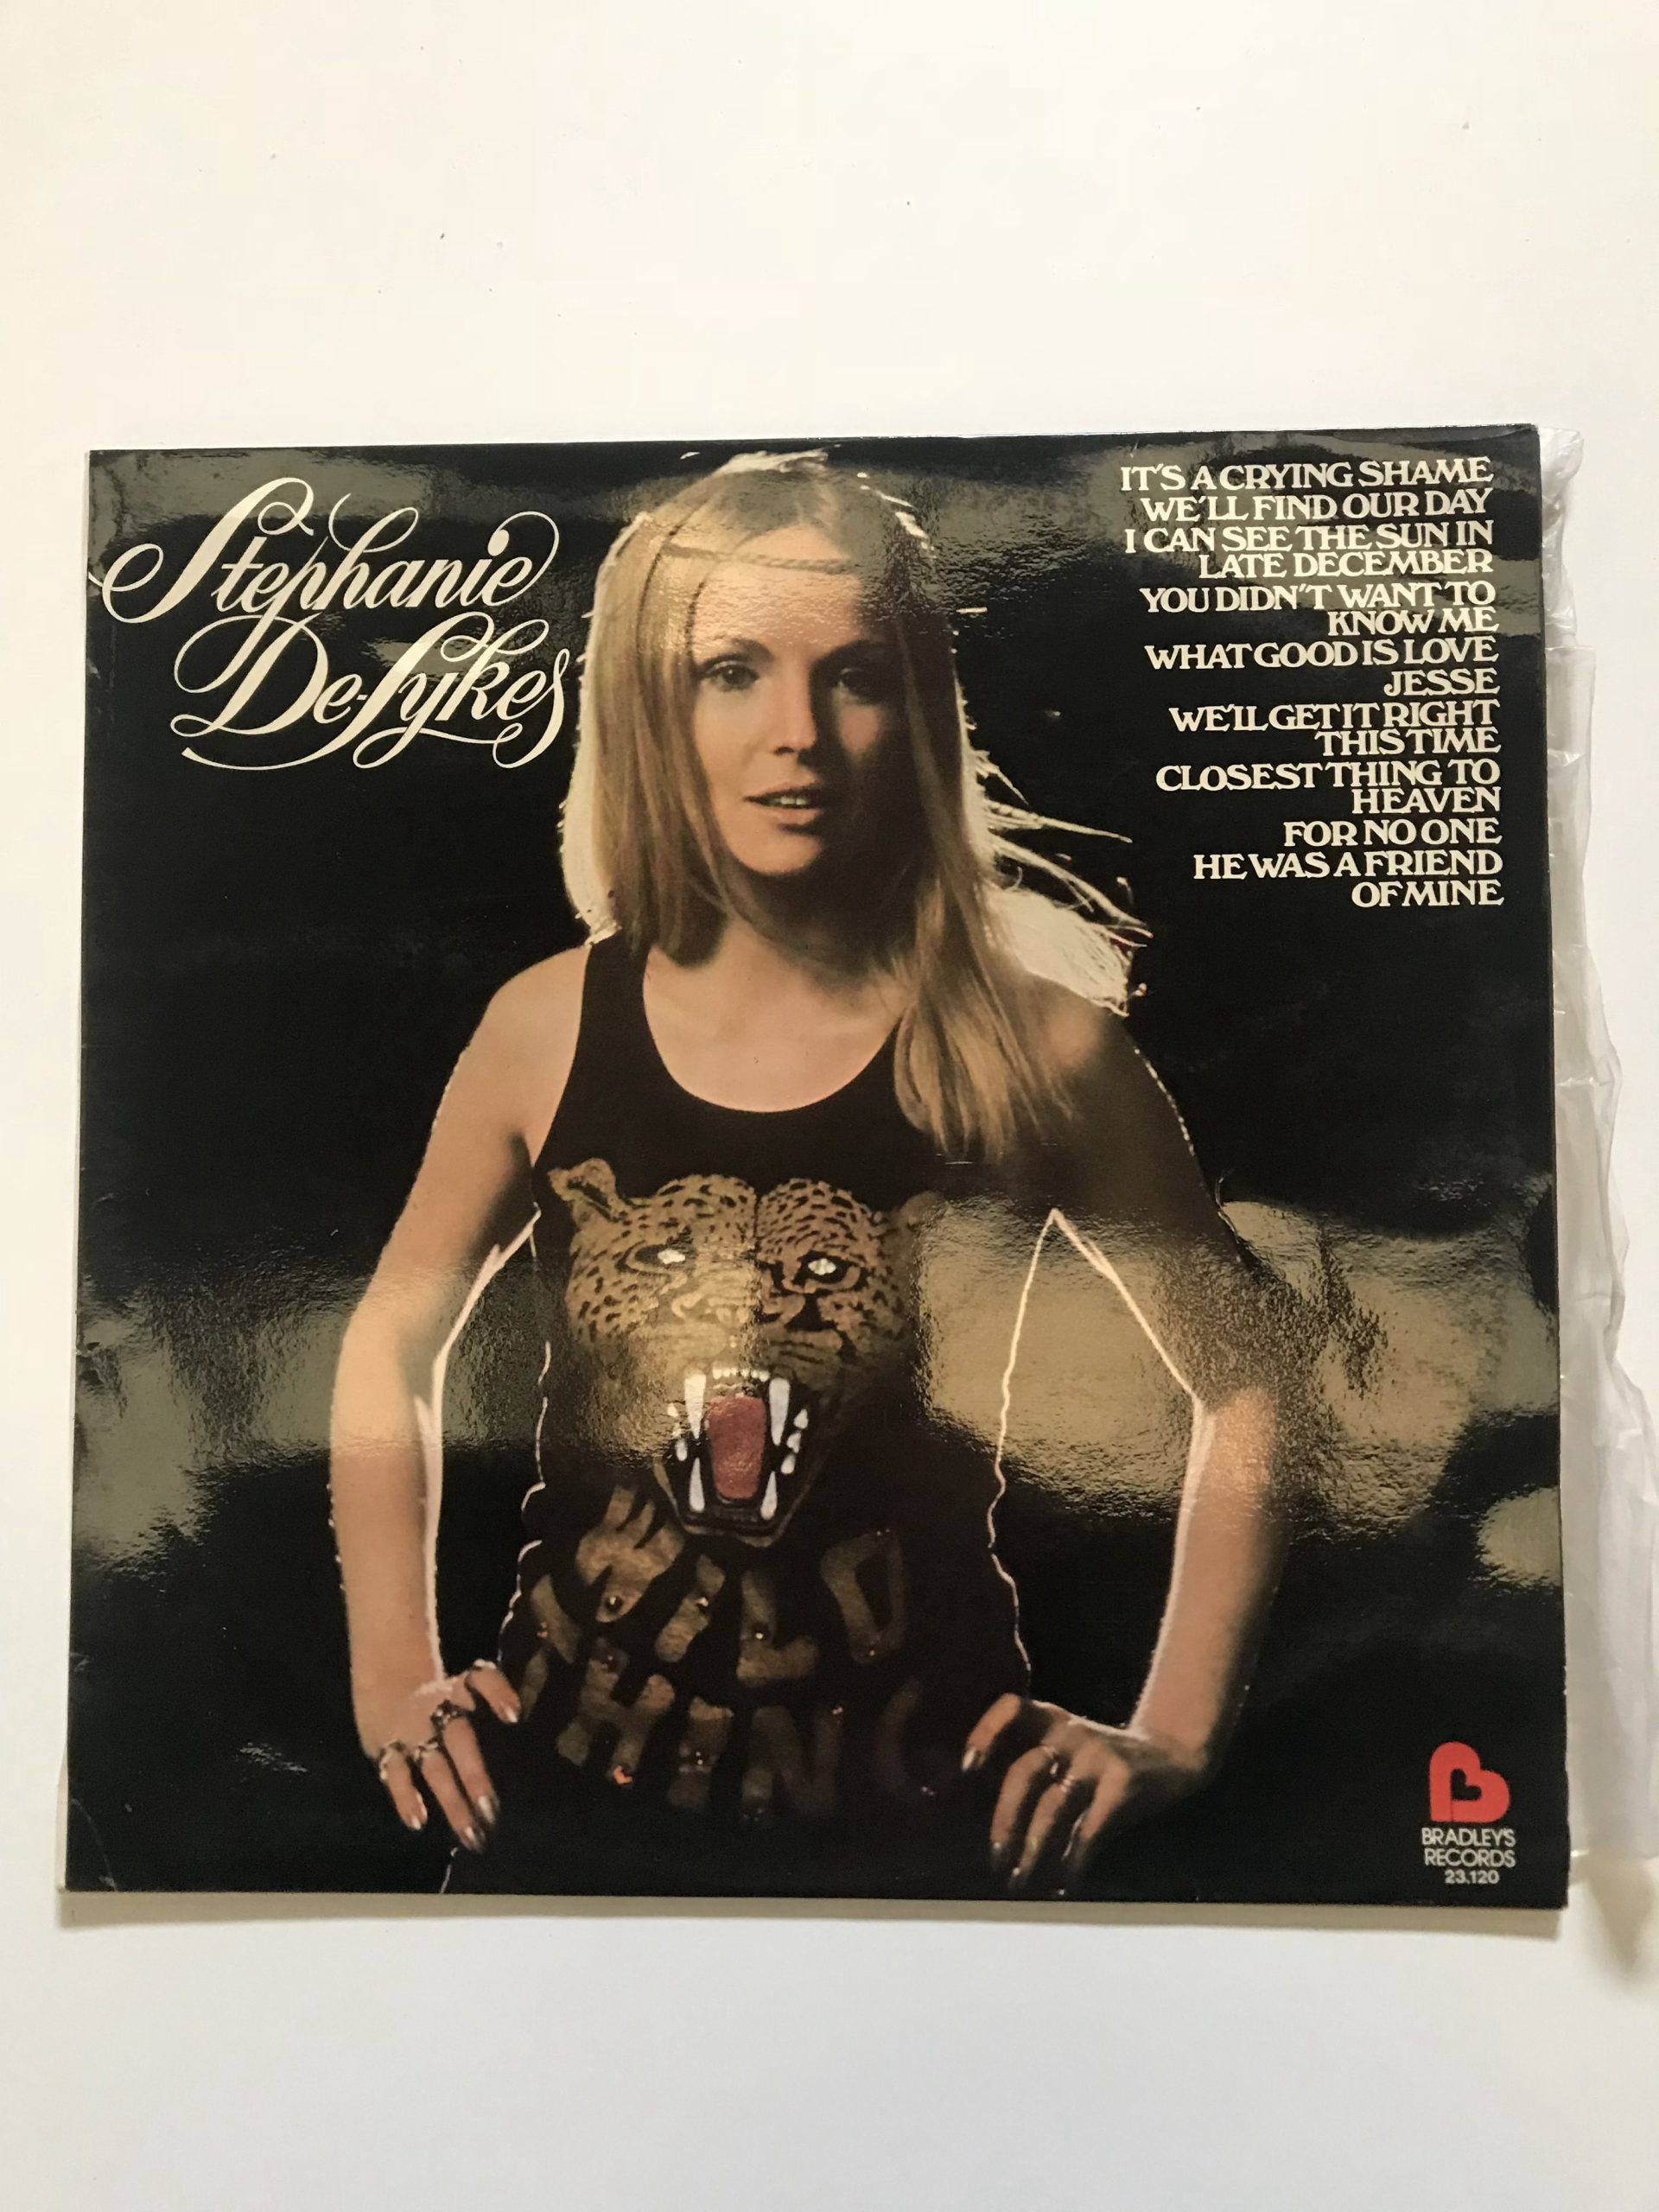 Stephanie
De-Sykes
IT'S A CRYING SHAME
WE'LL FIND OUR DAY
I CAN SEE THE SUN IN
LATE DECEMBER
YOU DIDN'T WANT TO
KNOW ME
WHAT GOOD IS LOVE
JESSE
WE'LL GET IT RIGHT
THIS TIME
CLOSEST THING TO
HEAVEN
FOR NO ONE
HE WAS A FRIEND
OF MINE
WILD
THING
B
BRADLEY'S
RECORDS
23.120